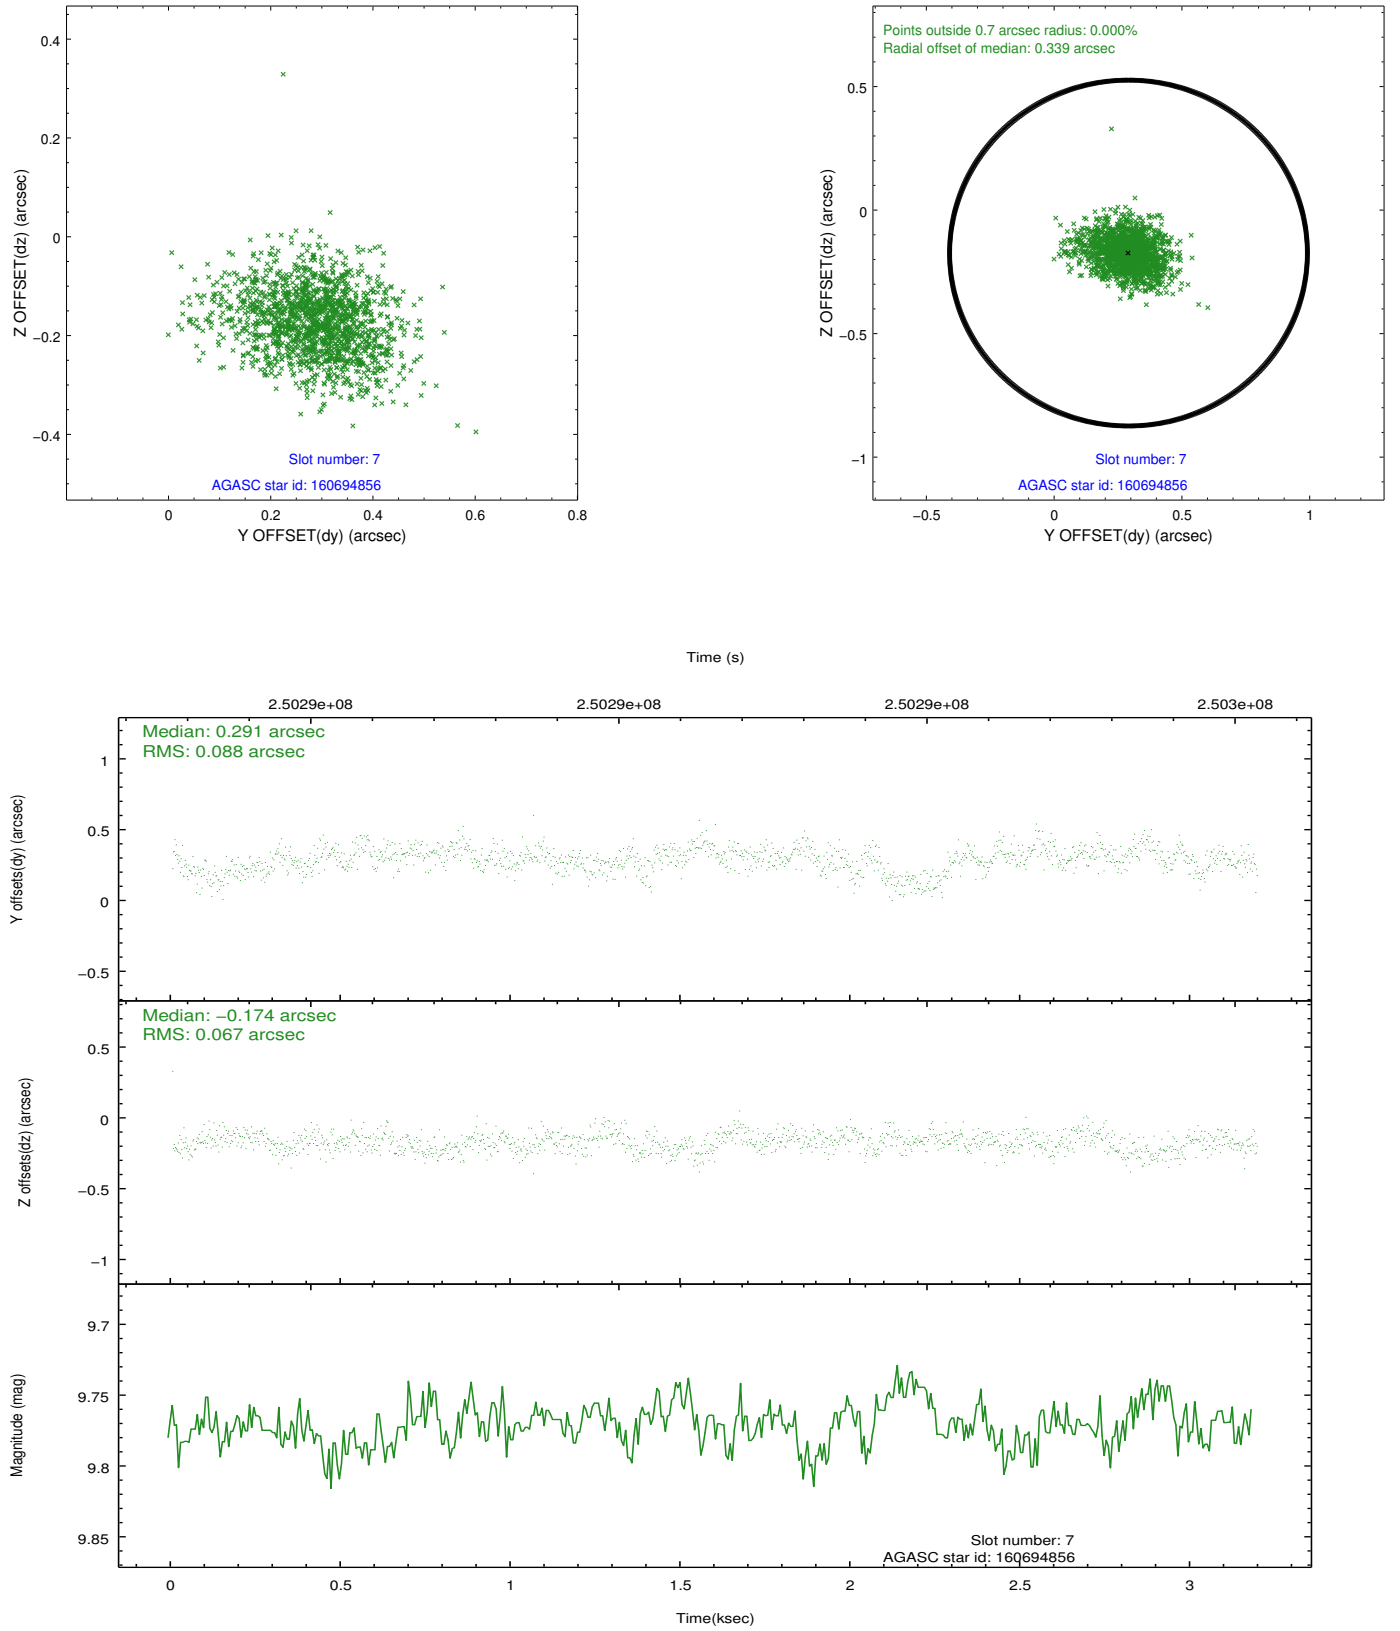 0.4
0.2
0
−0.2
−0.4
Z OFFSET(dz) (arcsec)
Slot number: 7
AGASC star id: 160694856
0 0.2 0.4 0.6 0.8
Y OFFSET(dy) (arcsec)
Points outside 0.7 arcsec radius: 0.000%
Radial offset of median: 0.339 arcsec
0.5
0
−0.5
−1
Z OFFSET(dz) (arcsec)
Slot number: 7
AGASC star id: 160694856
−0.5 0 0.5 1
Y OFFSET(dy) (arcsec)
Time (s)
2.5029e+08 2.5029e+08 2.5029e+08 2.503e+08
Median: 0.291 arcsec
RMS: 0.088 arcsec
1
0.5
0
−0.5
Y offsets(dy) (arcsec)
Median: −0.174 arcsec
RMS: 0.067 arcsec
0.5
0
−0.5
−1
Z offsets(dz) (arcsec)
9.7
9.75
9.8
9.85
Magnitude (mag)
Slot number: 7
AGASC star id: 160694856
0 0.5 1 1.5 2 2.5 3
Time(ksec)